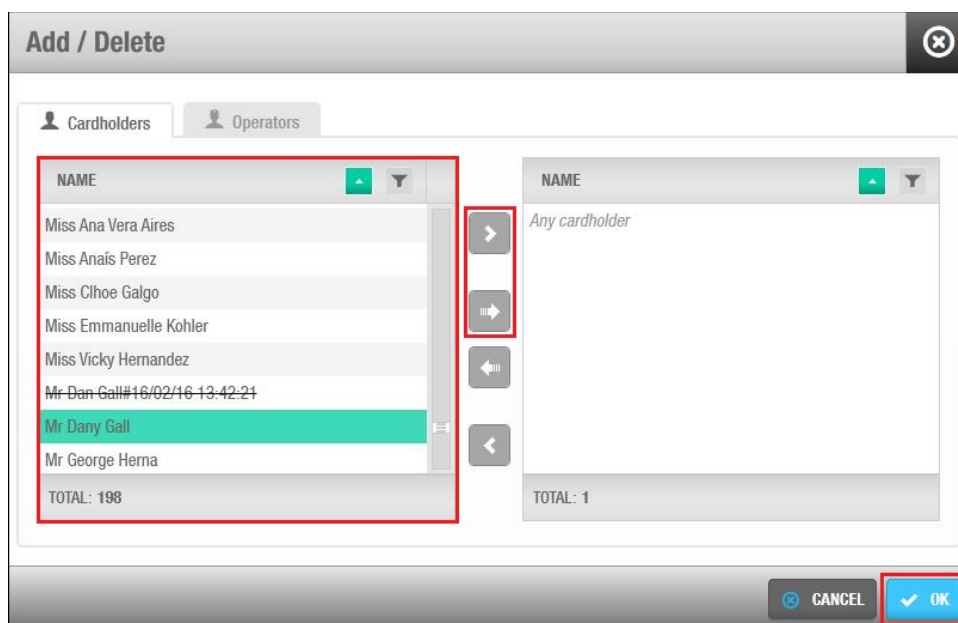 Add / Delete
Cardholders
Operators
NAME
Miss Ana Vera Aires
Miss Anaís Perez
Miss Clhoe Galgo
Miss Emmanuelle Kohler
Miss Vicky Hernandez
Mr Dan Gall#16/02/16 13:42:21
Mr Dany Gall
Mr George Herna
TOTAL: 198
NAME
Any cardholder
TOTAL: 1
CANCEL
OK